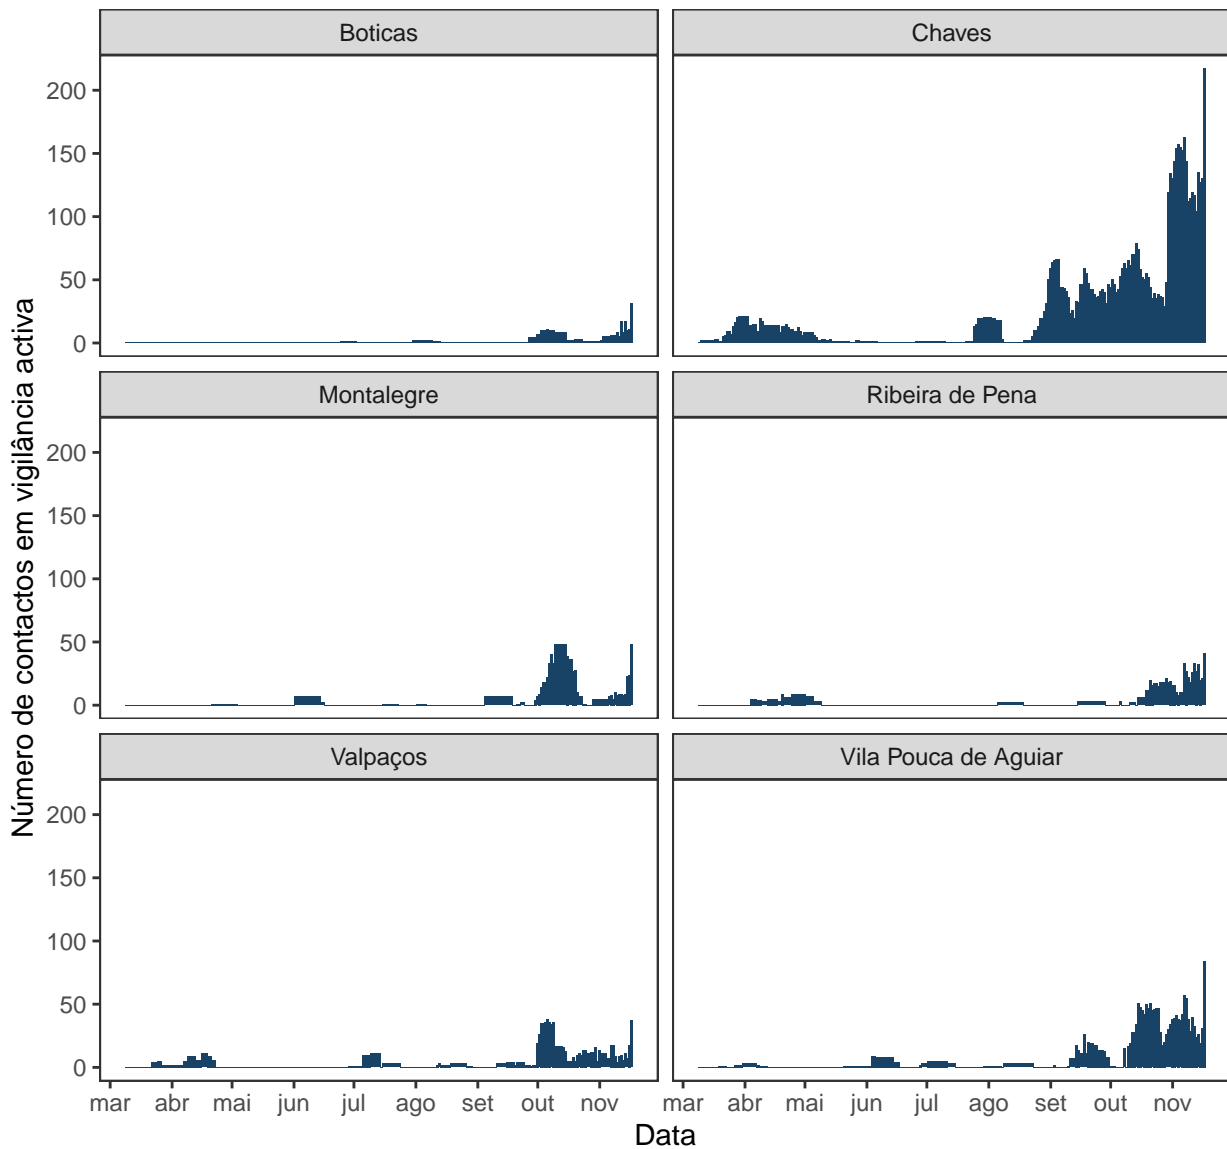 Boticas
Chaves
200
150
100
50
0
Montalegre
Ribeira de Pena
200
150
100
50
0
Valpaços
Vila Pouca de Aguiar
200
150
100
50
0
mar abr mai jun jul ago set out nov
mar abr mai jun jul ago set out nov
Data
Número de contactos em vigilância activa